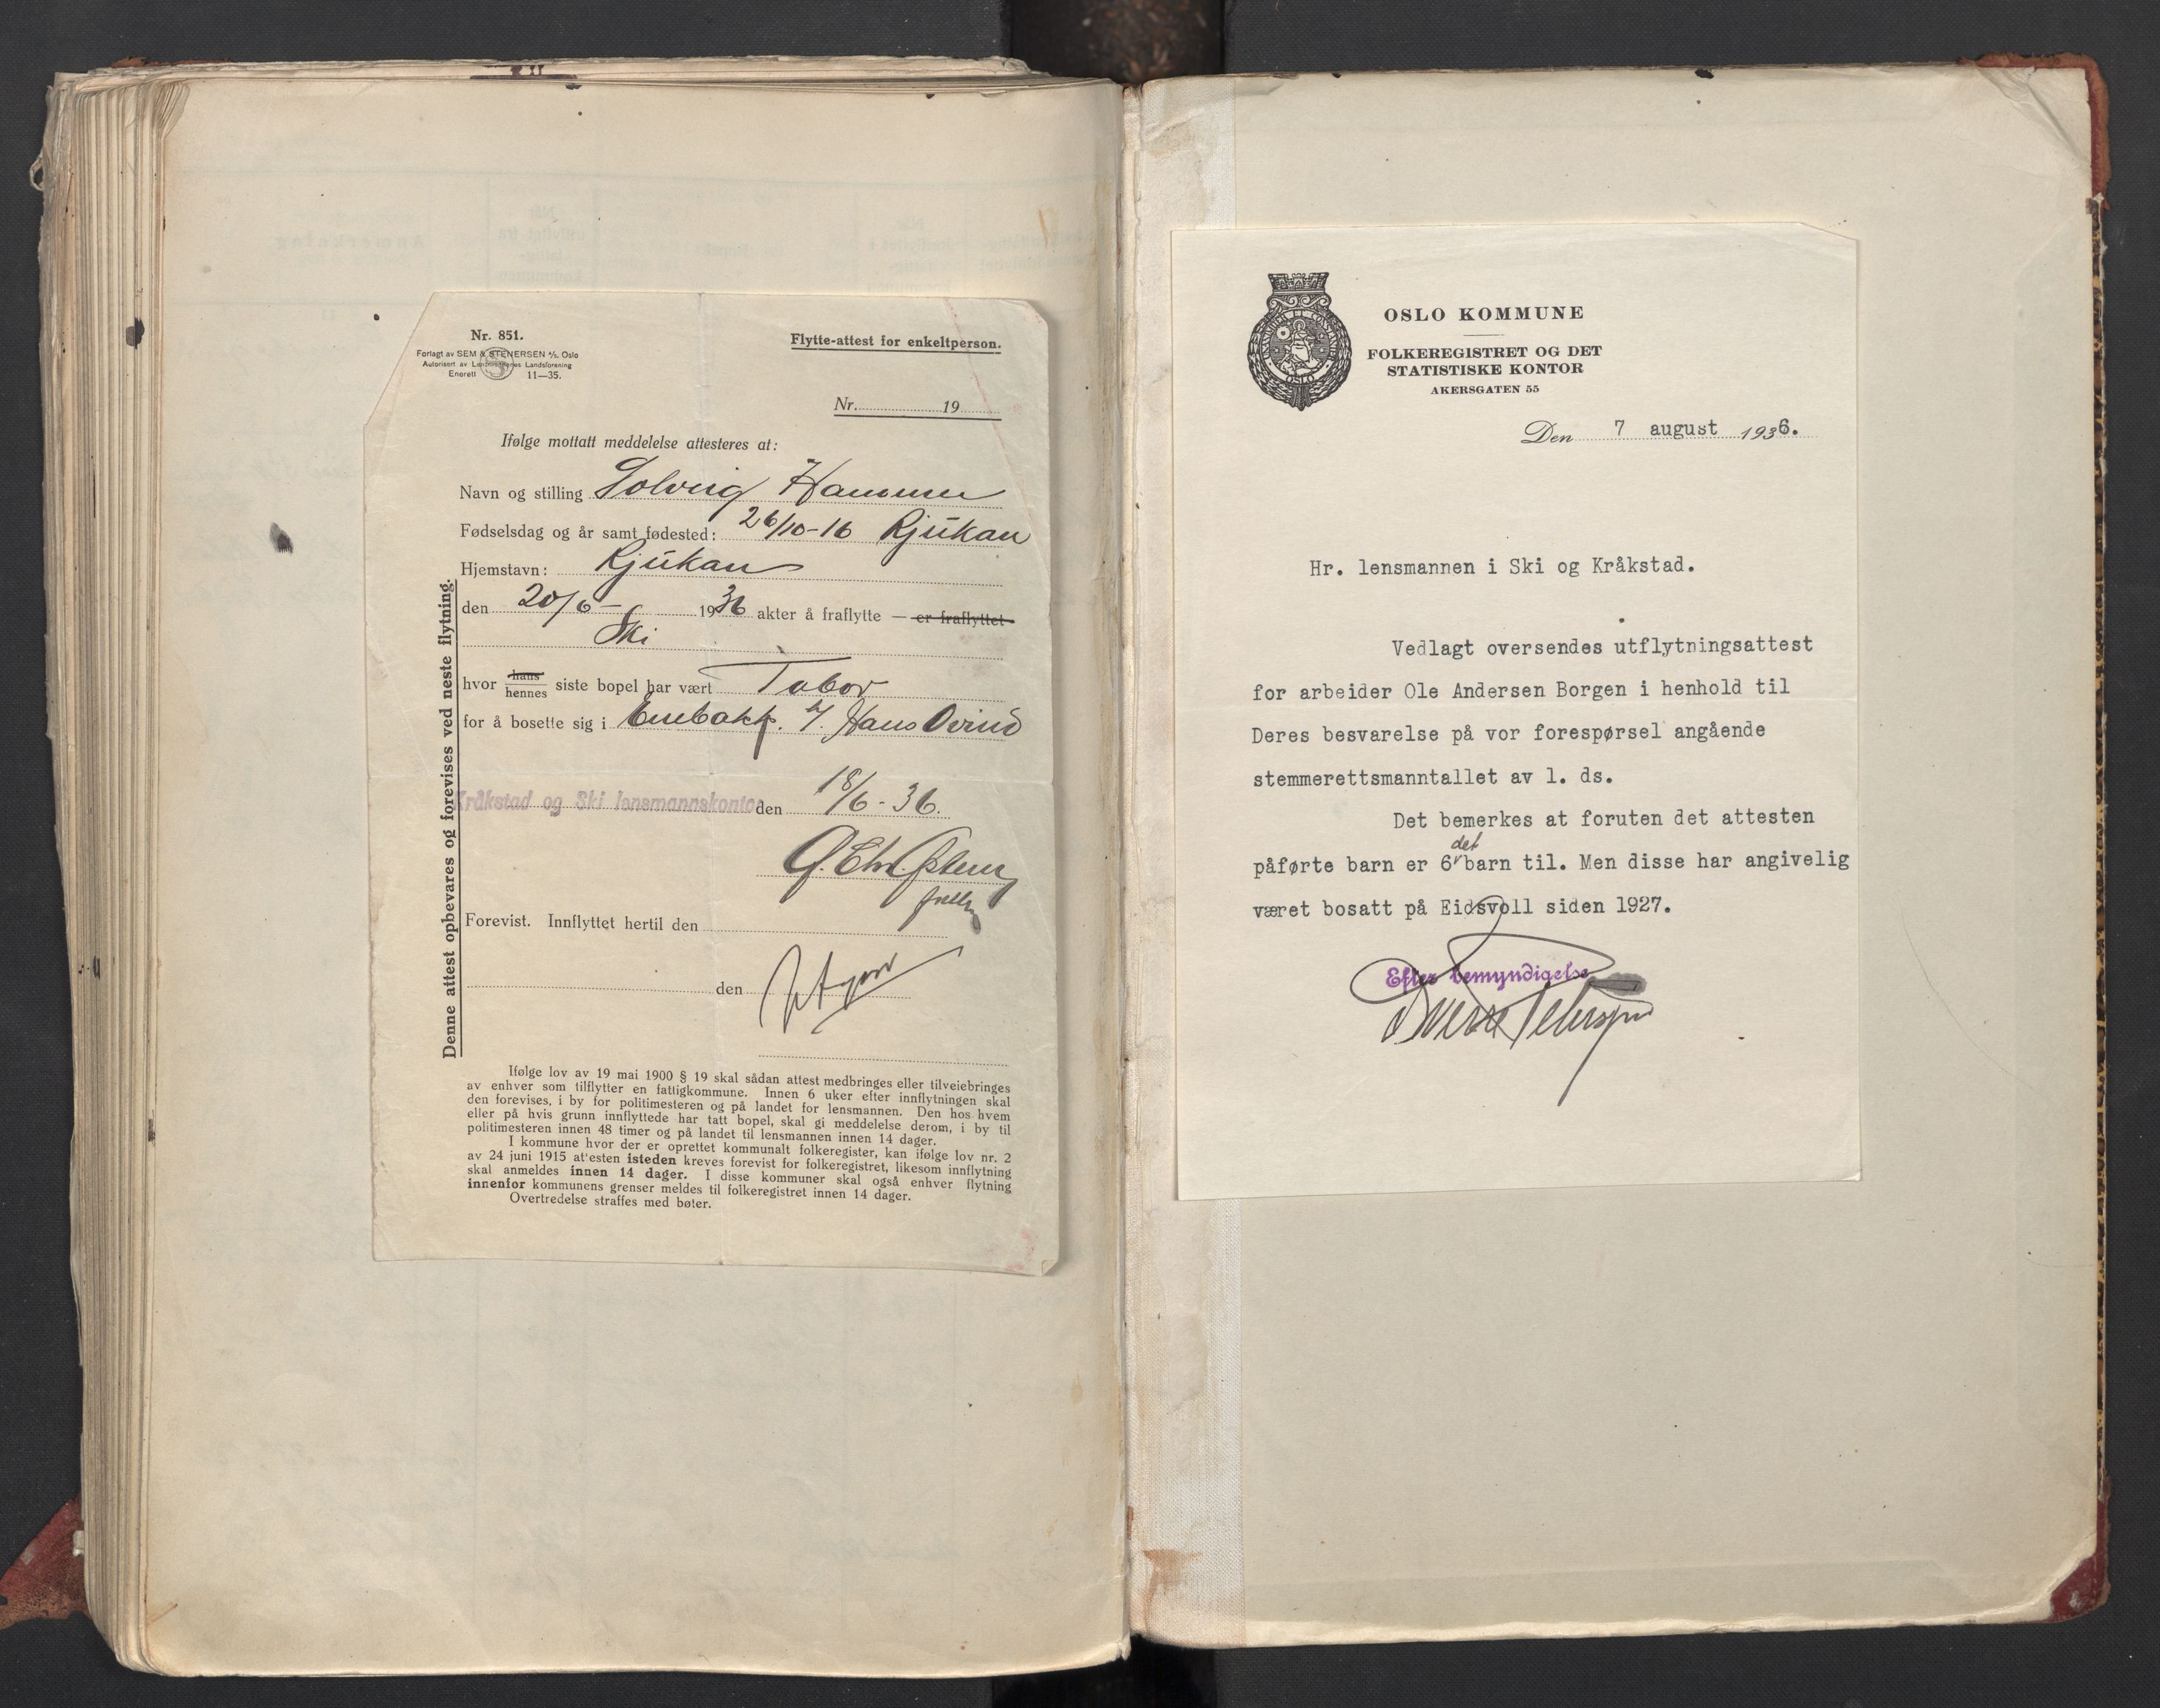 Nr. 851.
Forlagt av SEM & STENERSEN A/S. Oslo
Autorisert av Lensmennenes Landsforening
Enerett 11—35.
Flytte-attest for enkeltperson.
Nr. 19
Ifølge mottatt meddelelse attesteres at:
Navn og stilling Solveig Hammer
Fødselsdag og år samt fødested: 26/10-16 Rjukan
Hjemstavn: Rjukan
den 20/6- 1936 akter å fraflytte — er fraflyttet
Ski
hvor hans
hennes siste bopel har vært Tabor
for å bosette sig i Enebakk. Hans
Kråkstad og Ski lensmannskontor den 18/6-36.
Forevist. Innflyttet hertil den
den
Denne attest opbevares og forevises ved neste flytning.
Ifølge lov av 19 mai 1900 § 19 skal sådan attest medbringes eller tilveiebringes
av enhver som tilflytter en fattigkommune. Innen 6 uker efter innflytningen skal
den forevises, i by for politimesteren og på landet for lensmannen. Den hos hvem
eller på hvis grunn innflyttede har tatt bopel, skal gi meddelelse derom, i by til
politimesteren innen 48 timer og på landet til lensmannen innen 14 dager.
I kommune hvor der er oprettet kommunalt folkeregister, kan ifølge lov nr. 2
av 24 juni 1915 attesten isteden kreves forevist for folkeregistret, likesom innflytning
skal anmeldes innen 14 dager. I disse kommuner skal også enhver flytning
innenfor kommunens grenser meldes til folkeregistret innen 14 dager.
Overtredelse straffes med bøter.
OSLO
OSLO KOMMUNE
FOLKEREGISTRET OG DET
STATISTISKE KONTOR
AKERSGATEN 55
Den 7 august 1936.
Hr. lensmannen i Ski og Kråkstad.
Vedlagt oversendes utflytningsattest
for arbeider Ole Andersen Borgen i henhold til
Deres besvarelse på vor forespørsel angående
stemmerettsmanntallet av 1. ds.
Det bemerkes at foruten det attesten
det
påførte barn er 6 barn til. Men disse har angivelig
været bosatt på Eidsvoll siden 1927.
Efter bemyndigelse